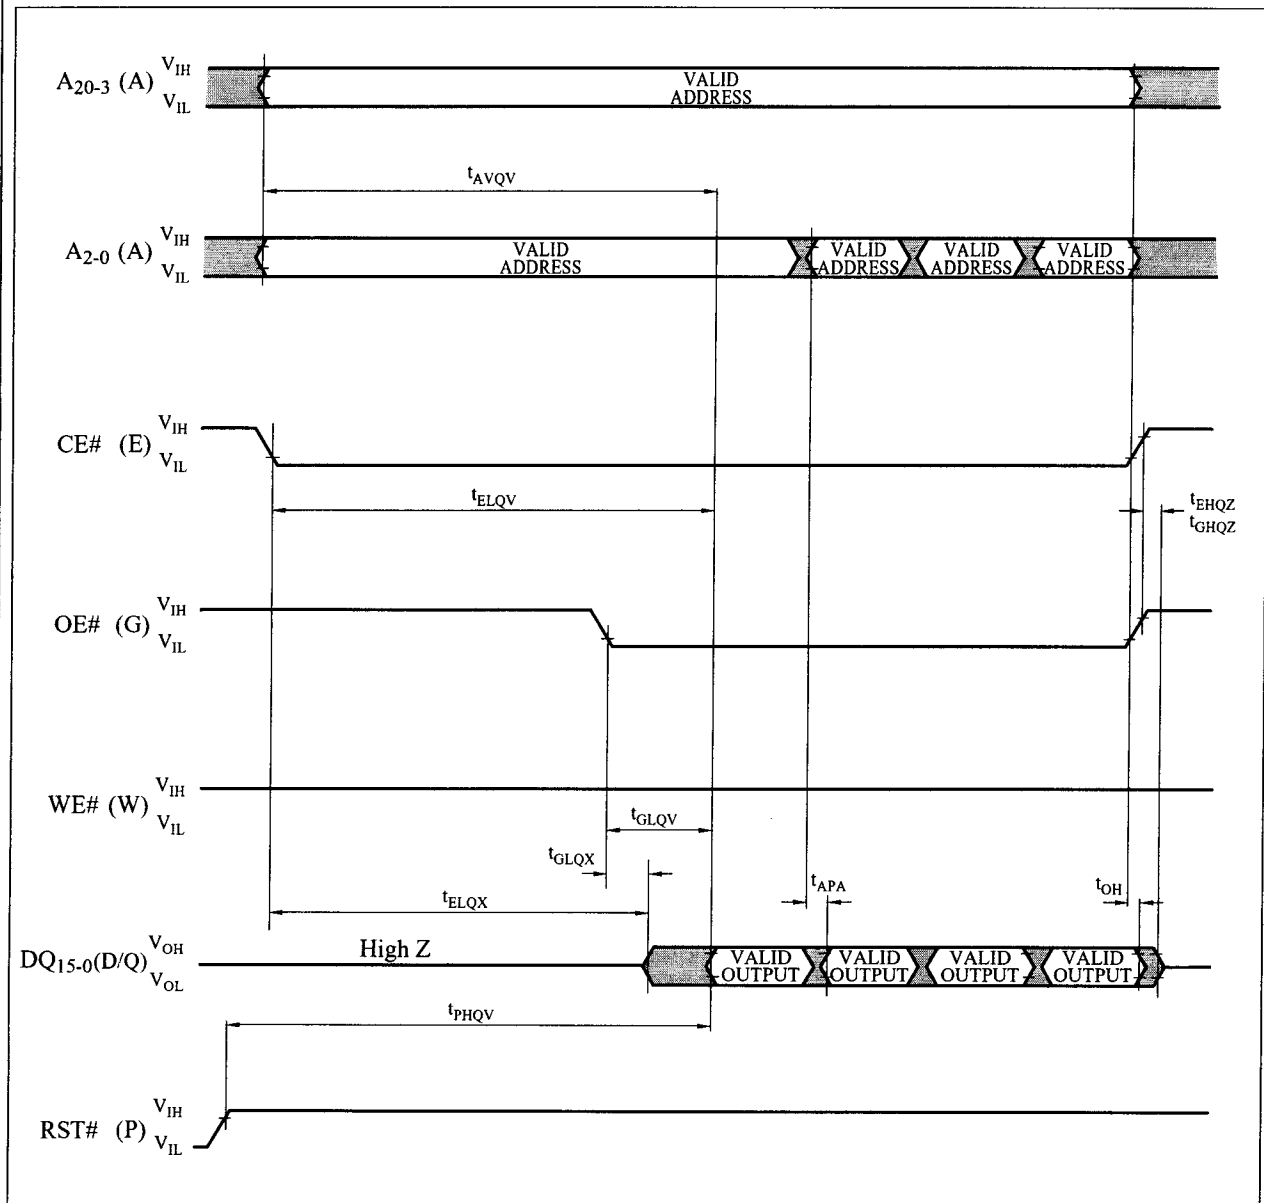 A20-3 (A) VIH
VIL
VALID
ADDRESS
tAVQV
A2-0 (A) VIH
VIL
VALID
ADDRESS
VALID
ADDRESS
VALID
ADDRESS
VALID
ADDRESS
CE# (E) VIH
VIL
tELQV
tEHQZ
tGHQZ
OE# (G) VIH
VIL
WE# (W) VIH
VIL
tGLQV
tGLQX
tELQX
tAPA
tOH
DQ15-0(D/Q) VOH
VOL
High Z
VALID
OUTPUT
VALID
OUTPUT
VALID
OUTPUT
VALID
OUTPUT
tPHQV
RST# (P) VIH
VIL